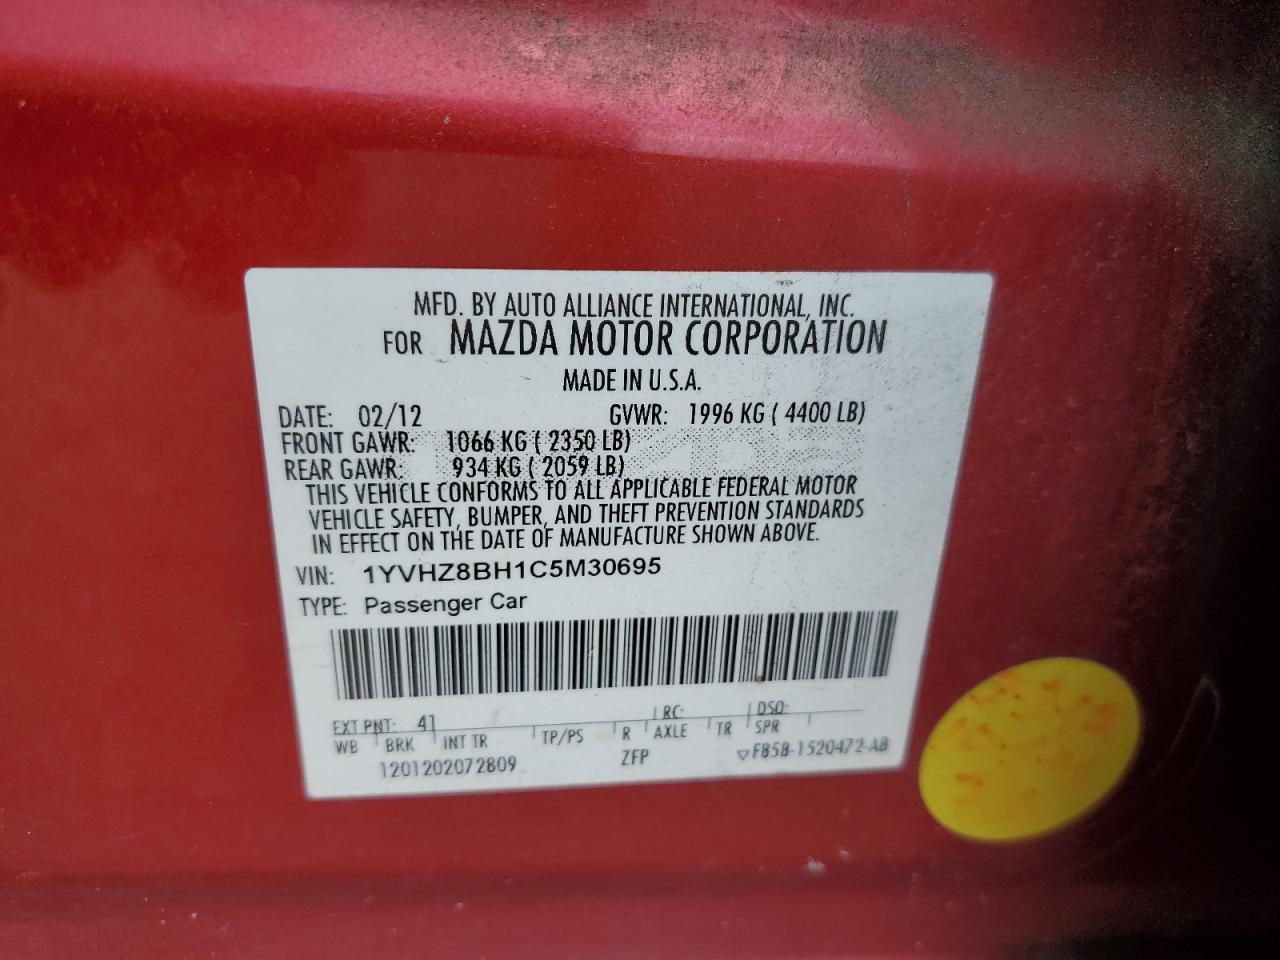 MFD. BY AUTO ALLIANCE INTERNATIONAL, INC.
FOR MAZDA MOTOR CORPORATION
MADE IN U.S.A.
DATE: 02/12 GVWR: 1996 KG ( 4400 LB)
FRONT GAWR: 1066 KG ( 2350 LB)
REAR GAWR: 934 KG ( 2059 LB)
THIS VEHICLE CONFORMS TO ALL APPLICABLE FEDERAL MOTOR
VEHICLE SAFETY, BUMPER, AND THEFT PREVENTION STANDARDS
IN EFFECT ON THE DATE OF MANUFACTURE SHOWN ABOVE.
VIN: 1YVHZ8BH1C5M30695
TYPE: Passenger Car
EXT PNT: 41 RC: DSO:
WB BRK INT TR TP/PS R AXLE TR SPR
1201202072809 ZFP F85B-1520472-AB